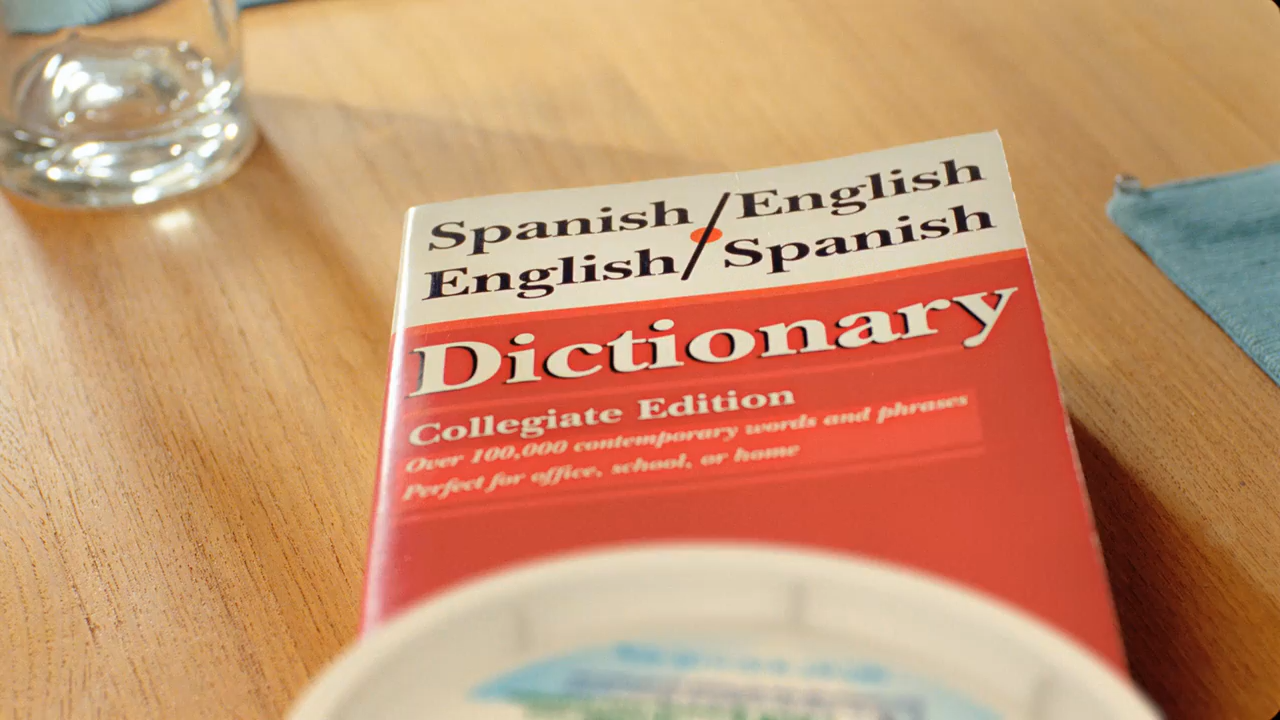 Spanish/English
English/Spanish
Dictionary
Collegiate Edition
Over 100,000 contemporary words and phrases
Perfect for office, school, or home